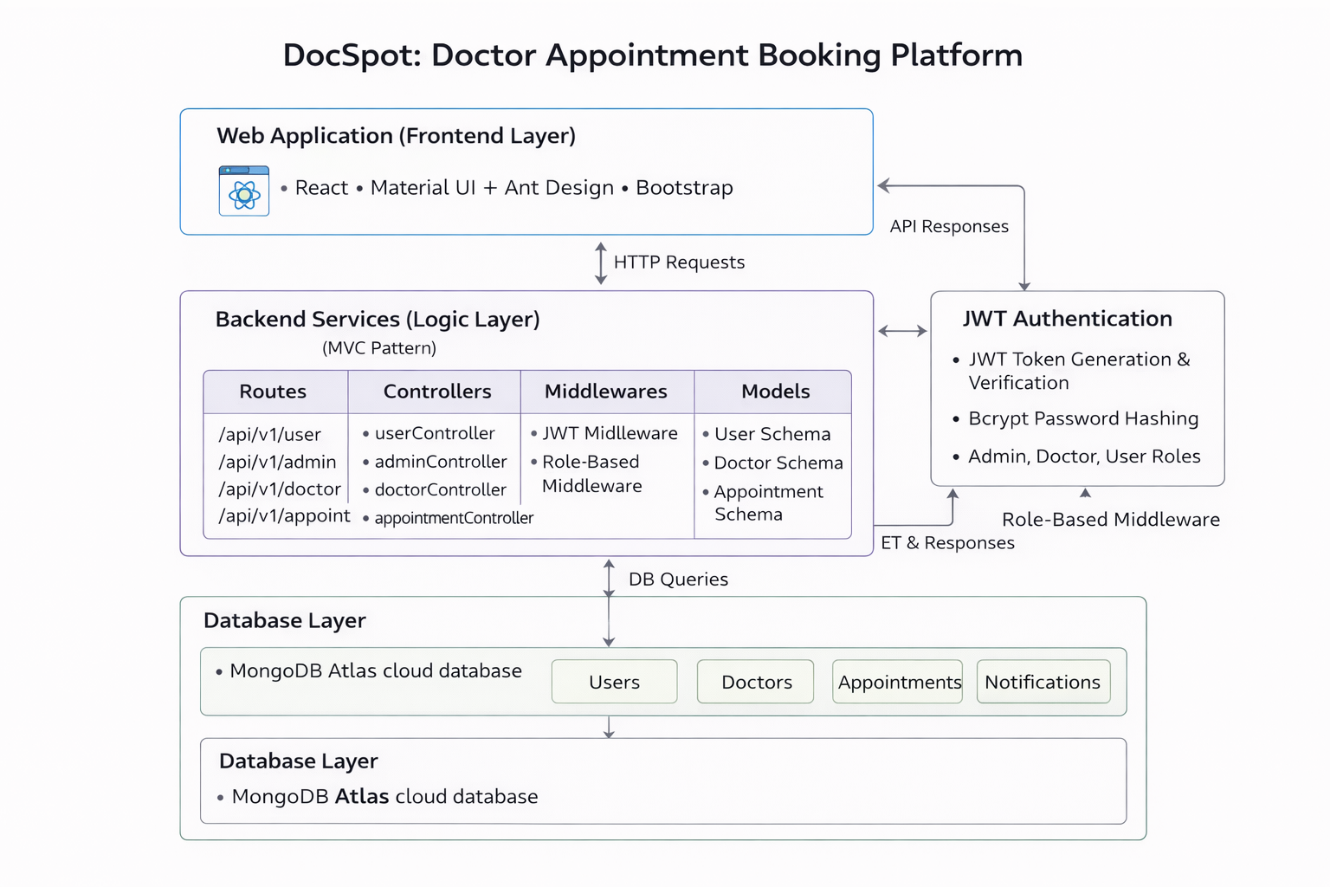 DocSpot: Doctor Appointment Booking Platform
Web Application (Frontend Layer)
• React • Material UI + Ant Design • Bootstrap
API Responses
HTTP Requests
Backend Services (Logic Layer)
(MVC Pattern)
Routes
/api/v1/user
/api/v1/admin
/api/v1/doctor
/api/v1/appoint
Controllers
• userController
• adminController
• doctorController
• appointmentController
Middlewares
• JWT Midlleware
• Role-Based
Middleware
Models
• User Schema
• Doctor Schema
• Appointment
Schema
JWT Authentication
• JWT Token Generation &
Verification
• Bcrypt Password Hashing
• Admin, Doctor, User Roles
Role-Based Middleware
ET & Responses
DB Queries
Database Layer
• MongoDB Atlas cloud database
Users
Doctors
Appointments
Notifications
Database Layer
• MongoDB Atlas cloud database